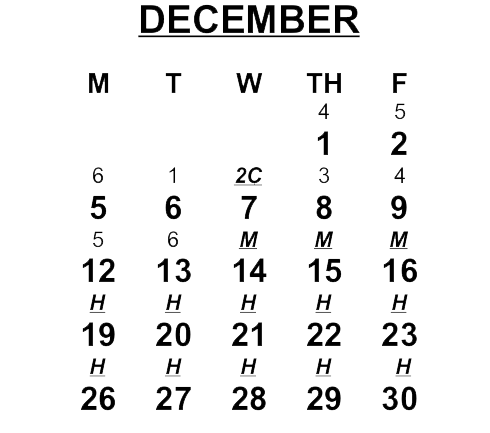 DECEMBER
M T W TH F
4 5
1 2
6 1 2C 3 4
5 6 7 8 9
5 6 M M M
12 13 14 15 16
H H H H H
19 20 21 22 23
H H H H H
26 27 28 29 30